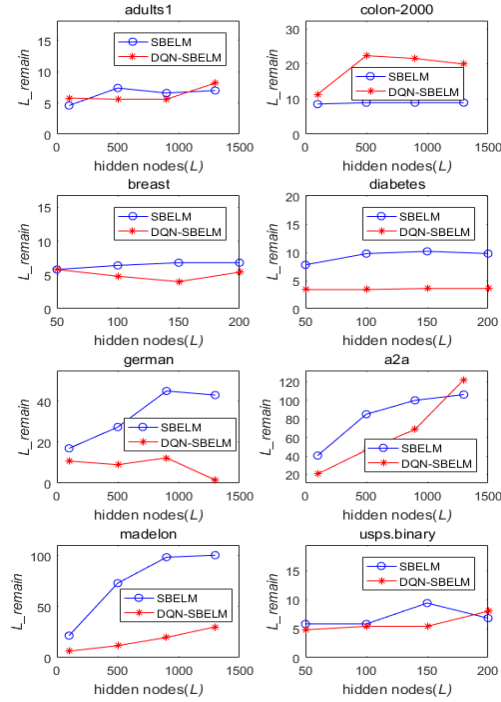 adults1
15
10
5
0
L_remain
SBELM
DQN-SBELM
0 500 1000 1500
hidden nodes(L)
colon-2000
30
20
10
0
L_remain
SBELM
DQN-SBELM
0 500 1000 1500
hidden nodes(L)
breast
15
10
5
0
L_remain
SBELM
DQN-SBELM
50 100 150 200
hidden nodes(L)
diabetes
20
15
10
5
0
L_remain
SBELM
DQN-SBELM
50 100 150 200
hidden nodes(L)
german
40
20
0
L_remain
SBELM
DQN-SBELM
0 500 1000 1500
hidden nodes(L)
a2a
120
100
80
60
40
20
L_remain
SBELM
DQN-SBELM
0 500 1000 1500
hidden nodes(L)
madelon
100
50
0
L_remain
SBELM
DQN-SBELM
0 500 1000 1500
hidden nodes(L)
usps.binary
15
10
5
0
L_remain
SBELM
DQN-SBELM
50 100 150 200
hidden nodes(L)